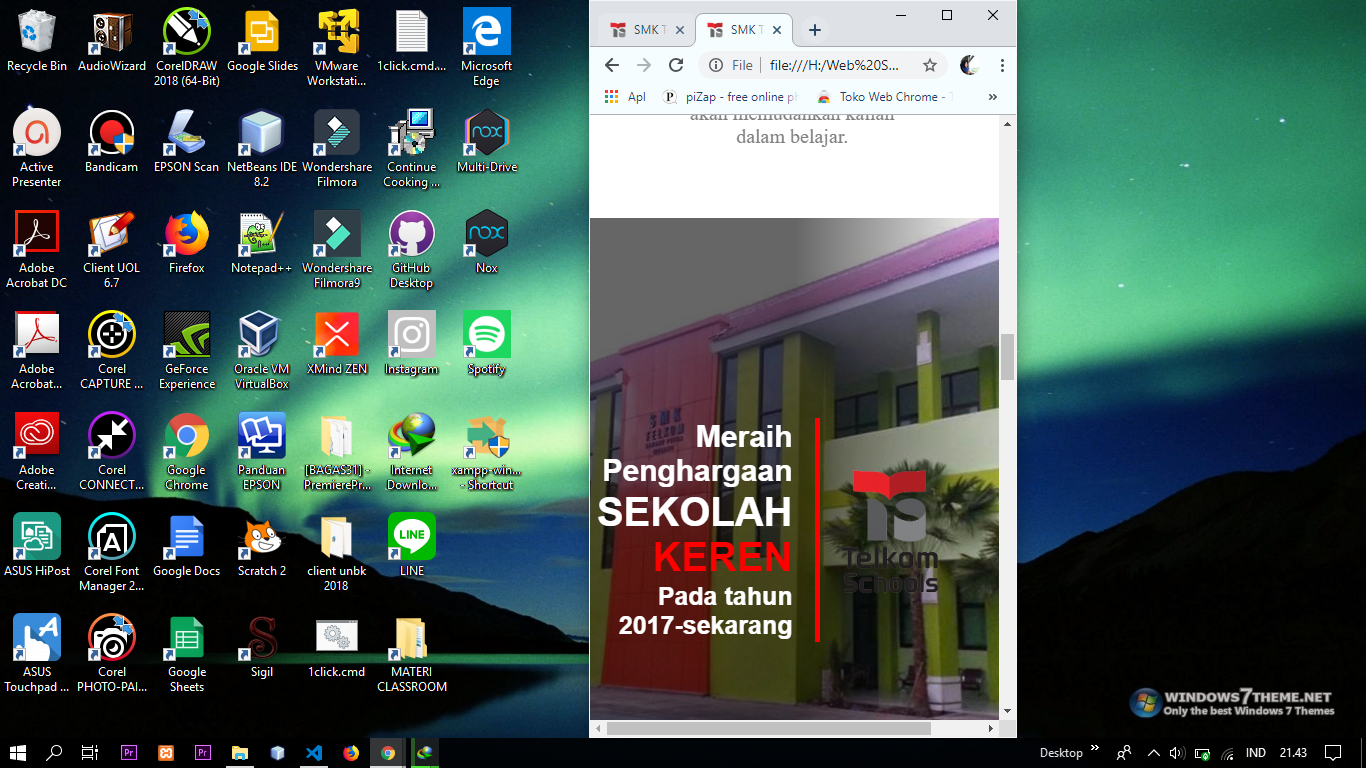 Recycle Bin
AudioWizard
CorelDRAW
2018 (64-Bit)
Google Slides
VMware
Workstati...
1click.cmd....
Microsoft
Edge
Active
Presenter
Bandicam
EPSON Scan
NetBeans IDE
8.2
Wondershare
Filmora
Continue
Cooking ...
Multi-Drive
Adobe
Acrobat DC
Client UOL
6.7
Firefox
Notepad++
Wondershare
Filmora9
GitHub
Desktop
Nox
Adobe
Acrobat...
Corel
CAPTURE ...
GeForce
Experience
Oracle VM
VirtualBox
XMind ZEN
Instagram
Spotify
Adobe
Creati...
Corel
CONNECT...
Google
Chrome
Panduan
EPSON
[BAGAS31] -
PremierePr...
Internet
Downlo...
xampp-win...
- Shortcut
ASUS HiPost
Corel Font
Manager 2...
Google Docs
Scratch 2
client unbk
2018
LINE
ASUS
Touchpad ...
Corel
PHOTO-PAI...
Google
Sheets
Sigil
1click.cmd
MATERI
CLASSROOM
SMK T
SMK T
File
file:///H:/Web%20S...
Apl
piZap - free online ph
Toko Web Chrome - T
akan memudahkan kalian
dalam belajar.
SMK
TELKOM
Meraih
Penghargaan
SEKOLAH
KEREN
Pada tahun
2017-sekarang
Telkom
Schools
WINDOWS7THEME.NET
Only the best Windows 7 Themes
Desktop
IND
21.43